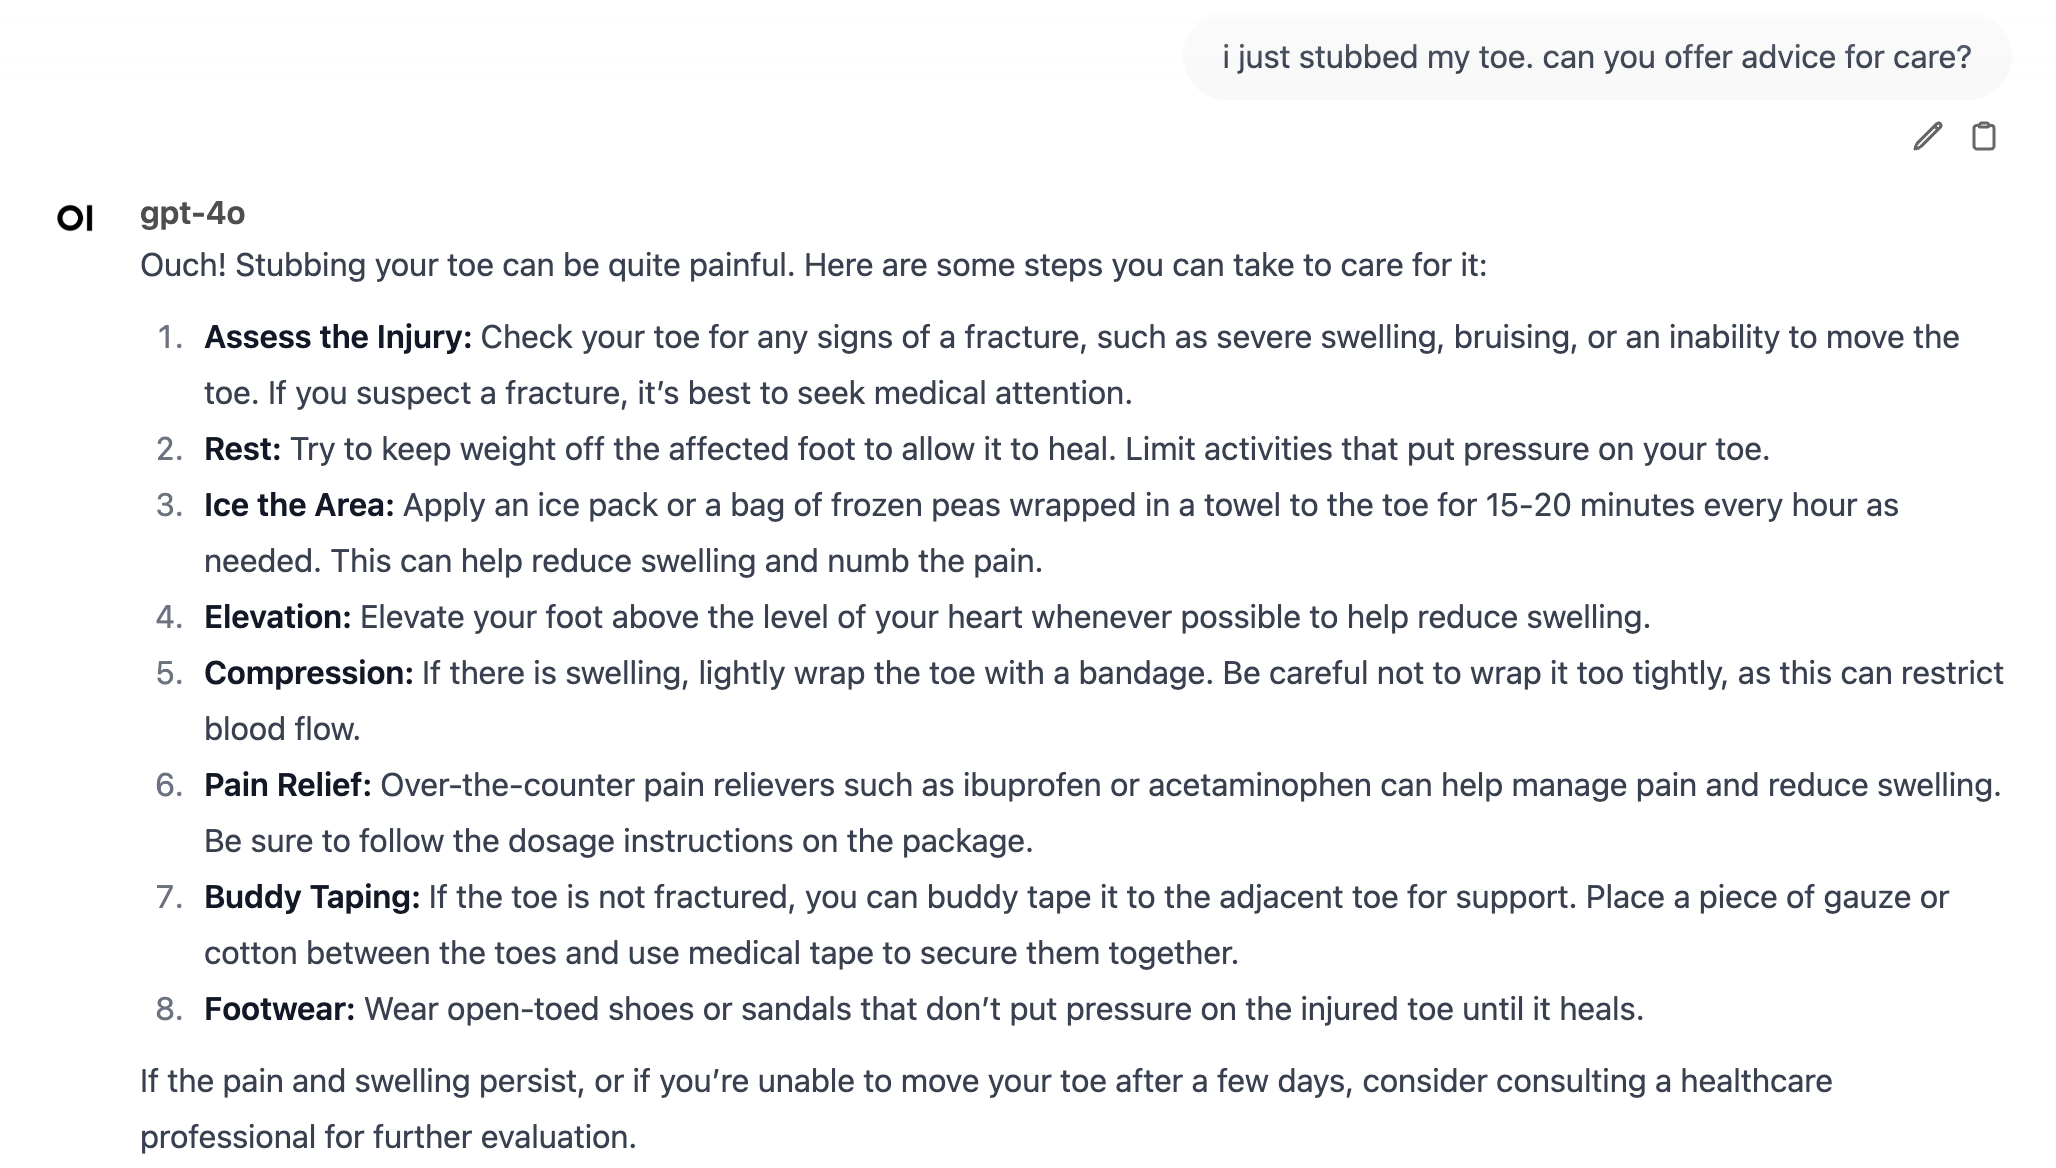 i just stubbed my toe. can you offer advice for care?
OI
gpt-4o
Ouch! Stubbing your toe can be quite painful. Here are some steps you can take to care for it:
1. Assess the Injury: Check your toe for any signs of a fracture, such as severe swelling, bruising, or an inability to move the
toe. If you suspect a fracture, it’s best to seek medical attention.
2. Rest: Try to keep weight off the affected foot to allow it to heal. Limit activities that put pressure on your toe.
3. Ice the Area: Apply an ice pack or a bag of frozen peas wrapped in a towel to the toe for 15-20 minutes every hour as
needed. This can help reduce swelling and numb the pain.
4. Elevation: Elevate your foot above the level of your heart whenever possible to help reduce swelling.
5. Compression: If there is swelling, lightly wrap the toe with a bandage. Be careful not to wrap it too tightly, as this can restrict
blood flow.
6. Pain Relief: Over-the-counter pain relievers such as ibuprofen or acetaminophen can help manage pain and reduce swelling.
Be sure to follow the dosage instructions on the package.
7. Buddy Taping: If the toe is not fractured, you can buddy tape it to the adjacent toe for support. Place a piece of gauze or
cotton between the toes and use medical tape to secure them together.
8. Footwear: Wear open-toed shoes or sandals that don’t put pressure on the injured toe until it heals.
If the pain and swelling persist, or if you’re unable to move your toe after a few days, consider consulting a healthcare
professional for further evaluation.